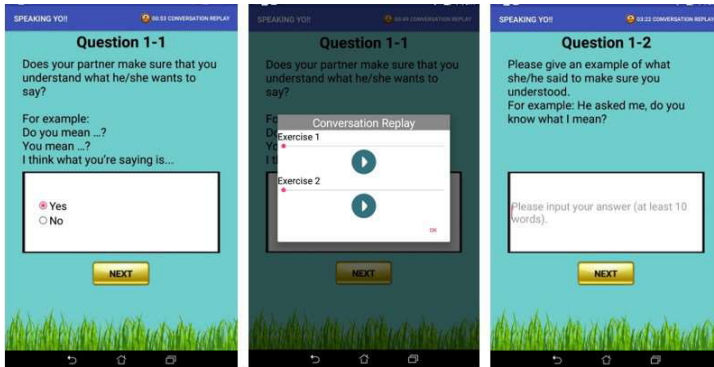 SPEAKING YO!!
00:53 CONVERSATION REPLAY
Question 1-1
Does your partner make sure that you
understand what he/she wants to
say?
For example:
Do you mean ...?
You mean ...?
I think what you're saying is...
Yes
No
NEXT
SPEAKING YO!!
CONVERSATION REPLAY
Question 1-1
Does your partner make sure that you
understand what he/she wants to
say?
Conversation Replay
Exercise 1
Exercise 2
OK
NEXT
SPEAKING YO!!
03:23 CONVERSATION REPLAY
Question 1-2
Please give an example of what
she/he said to make sure you
understood.
For example: He asked me, do you
know what I mean?
Please input your answer (at least 10
words).
NEXT